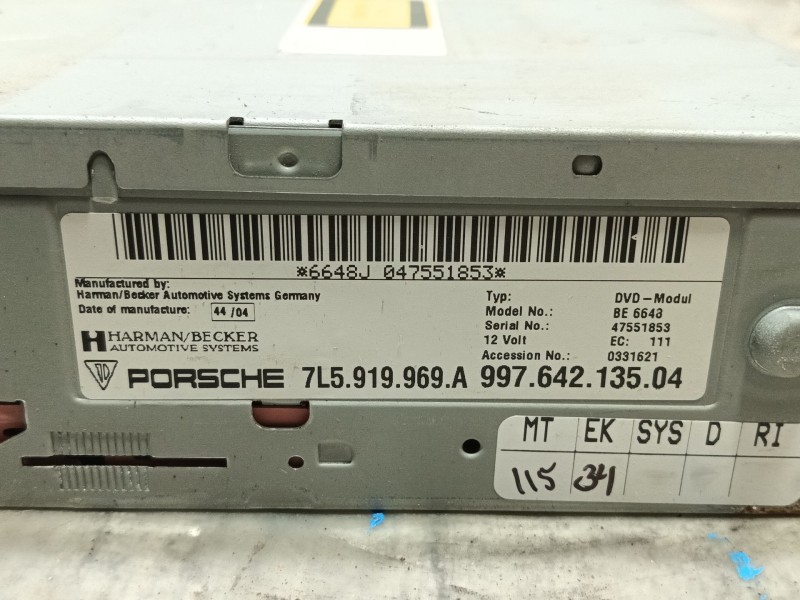 *6648J 047551853*
Manufactured by:
Harman/Becker Automotive Systems Germany
Date of manufacture: 44 /04
HARMAN/BECKER
AUTOMOTIVE SYSTEMS
Typ: DVD-Modul
Model No.: BE 6648
Serial No.: 47551853
12 Volt EC: 111
Accession No.: 0331621
PORSCHE 7L5.919.969.A 997.642.135.04
MT EK SYS D RI
115 34